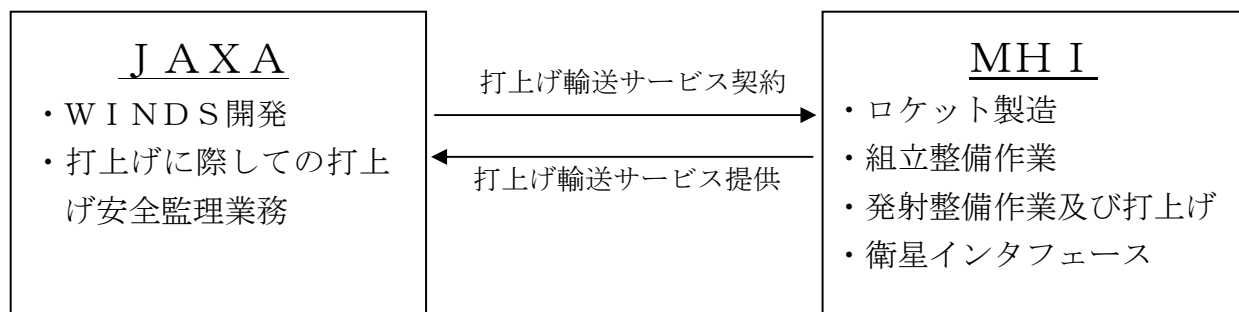 ＪＡＸＡ
・ＷＩＮＤＳ開発
・打上げに際しての打上
げ安全監理業務
打上げ輸送サービス契約
打上げ輸送サービス提供
ＭＨＩ
・ロケット製造
・組立整備作業
・発射整備作業及び打上げ
・衛星インタフェース